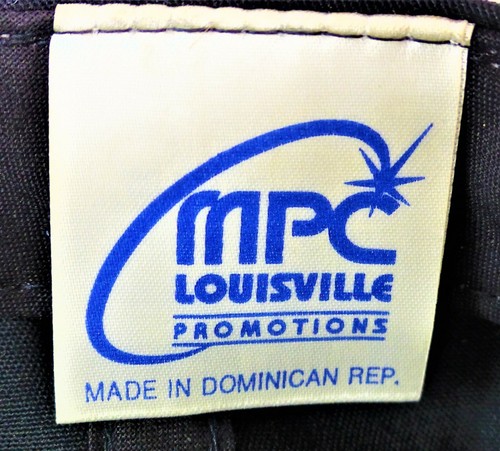 MPC
LOUISVILLE
PROMOTIONS
MADE IN DOMINICAN REP.